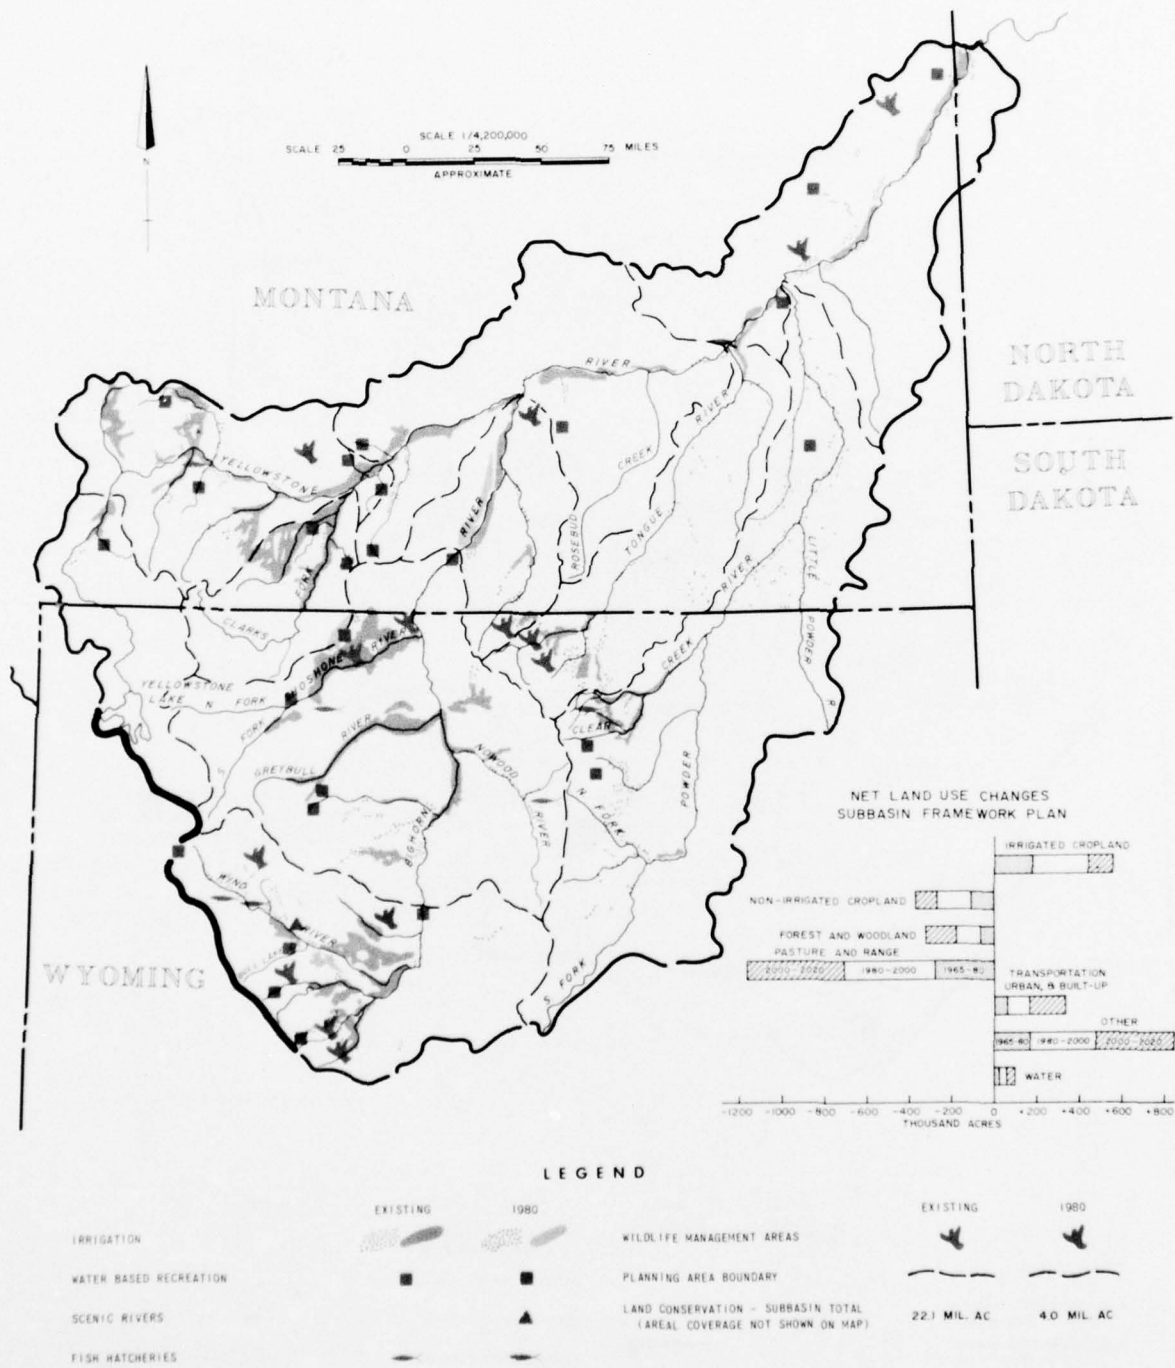 SCALE 1/4,200,000
SCALE 25 0 25 50 75 MILES
APPROXIMATE
N
MONTANA
NORTH
DAKOTA
SOUTH
DAKOTA
WYOMING
RIVER
YELLOWSTONE
RIVER
CREEK
ROSEBUD
TONGUE
RIVER
RIVER
LITTLE
POWDER
R
CLARKS
FORK
SHOSHONE RIVER
YELLOWSTONE
LAKE N FORK
S
FORK
GREYBULL
RIVER
NOWOOD
RIVER
CREEK
CLEAR
N FORK
POWDER
BIGHORN
WIND
RIVER
BULL LAKE
S FORK
NET LAND USE CHANGES
SUBBASIN FRAMEWORK PLAN
IRRIGATED CROPLAND
NON-IRRIGATED CROPLAND
FOREST AND WOODLAND
PASTURE AND RANGE
2000-2020 1980-2000 1965-80
TRANSPORTATION
URBAN, & BUILT-UP
OTHER
1965-80 1980-2000 2000-2020
WATER
-1200 -1000 -800 -600 -400 -200 0 +200 +400 +600 +800
THOUSAND ACRES
LEGEND
EXISTING 1980
IRRIGATION
WATER BASED RECREATION
SCENIC RIVERS
FISH HATCHERIES
EXISTING 1980
WILDLIFE MANAGEMENT AREAS
PLANNING AREA BOUNDARY
LAND CONSERVATION - SUBBASIN TOTAL 22.1 MIL. AC 4.0 MIL. AC
(AREAL COVERAGE NOT SHOWN ON MAP)